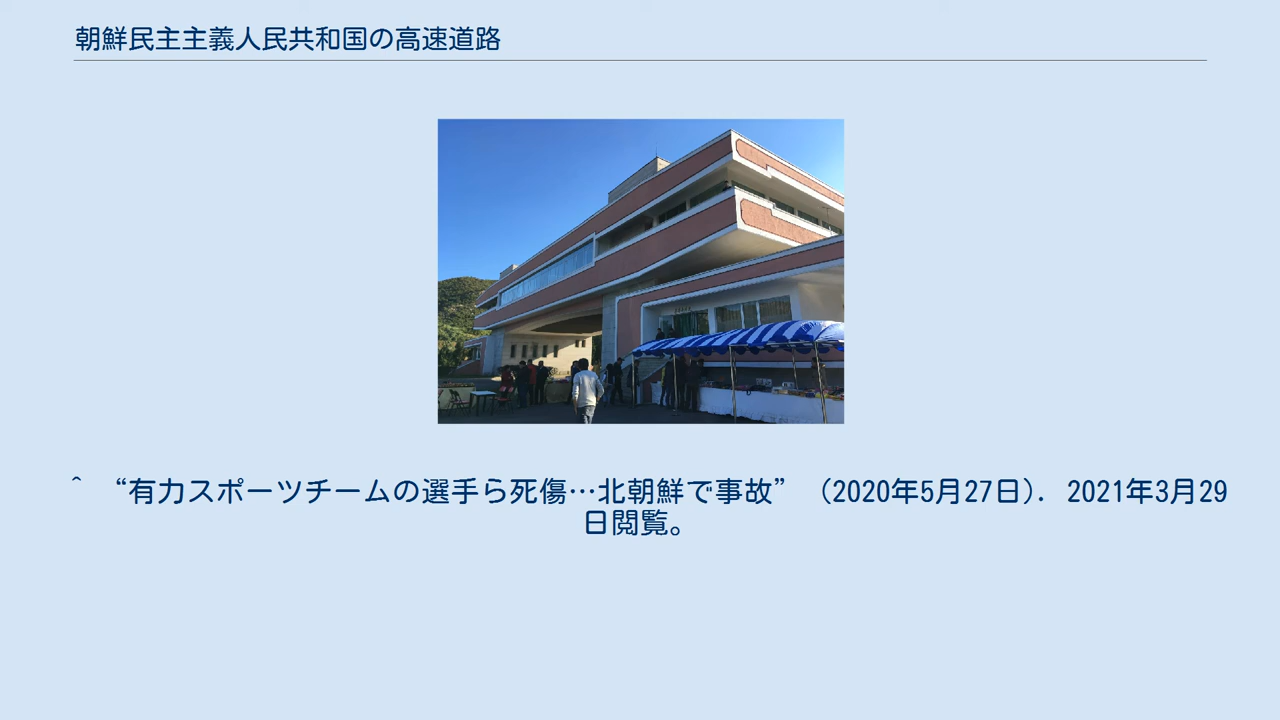 朝鮮民主主義人民共和国の高速道路
^ “有力スポーツチームの選手ら死傷…北朝鮮で事故” (2020年5月27日). 2021年3月29
日閲覧。